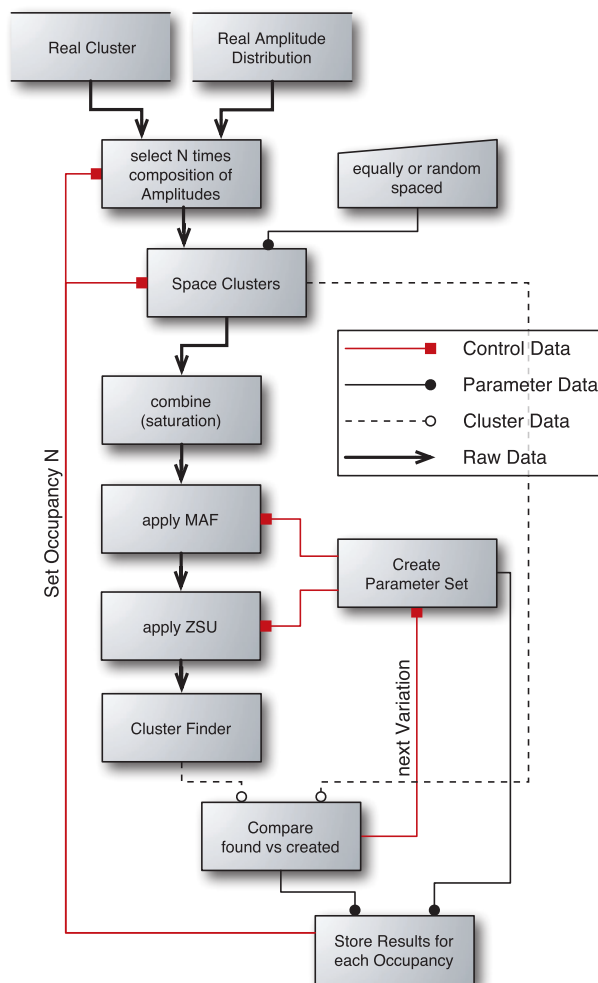 Real Cluster
Real Amplitude
Distribution
select N times
composition of
Amplitudes
equally or random
spaced
Space Clusters
Control Data
Parameter Data
Cluster Data
Raw Data
combine
(saturation)
apply MAF
Create
Parameter Set
apply ZSU
Set Occupancy N
next Variation
Cluster Finder
Compare
found vs created
Store Results for
each Occupancy